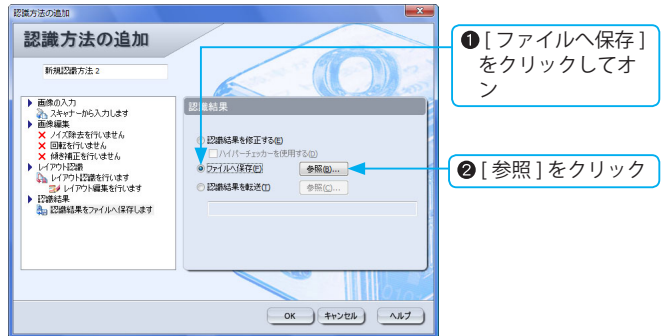 認識方法の追加
認識方法の追加
新規認識方法 2
画像の入力
スキャナーから入力します
画像編集
ノイズ除去を行いません
回転を行いません
傾き補正を行いません
レイアウト認識
レイアウト認識を行います
レイアウト編集を行います
認識結果
認識結果をファイルへ保存します
認識結果
認識結果を修正する(E)
ハイパーチェッカーを使用する(D)
ファイルへ保存(F)
参照(B)...
認識結果を転送(T)
参照(C)...
OK
キャンセル
ヘルプ
❶ [ ファイルへ保存 ]
をクリックしてオ
ン
❷ [ 参照 ] をクリック